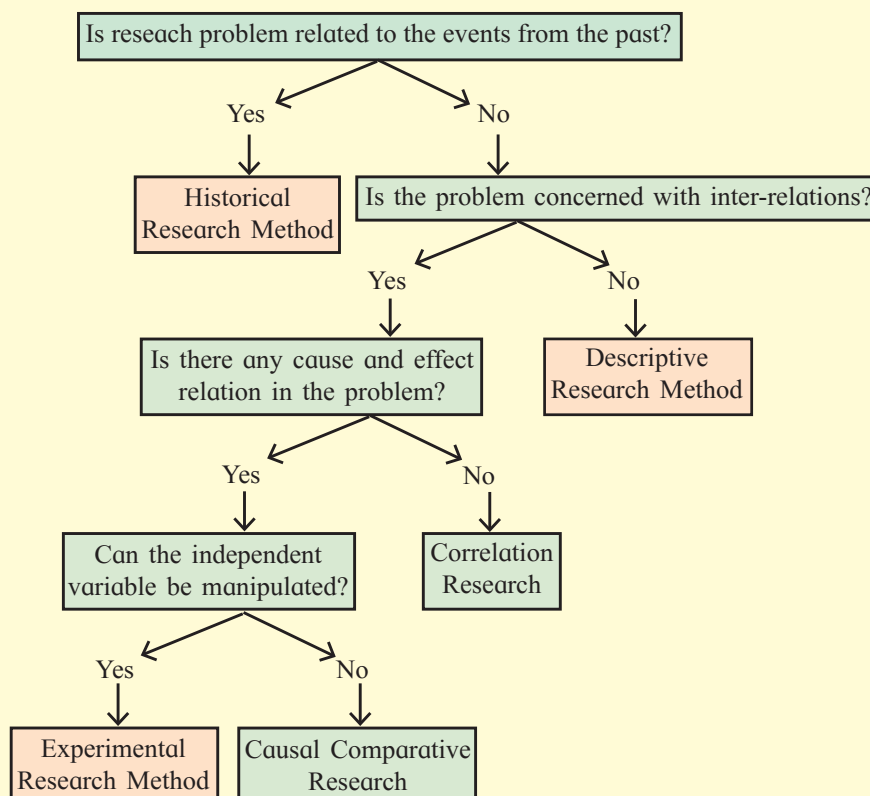 Is reseach problem related to the events from the past?
Yes
No
Historical
Research Method
Is the problem concerned with inter-relations?
Yes
No
Is there any cause and effect
relation in the problem?
Descriptive
Research Method
Yes
No
Can the independent
variable be manipulated?
Correlation
Research
Yes
No
Experimental
Research Method
Causal Comparative
Research